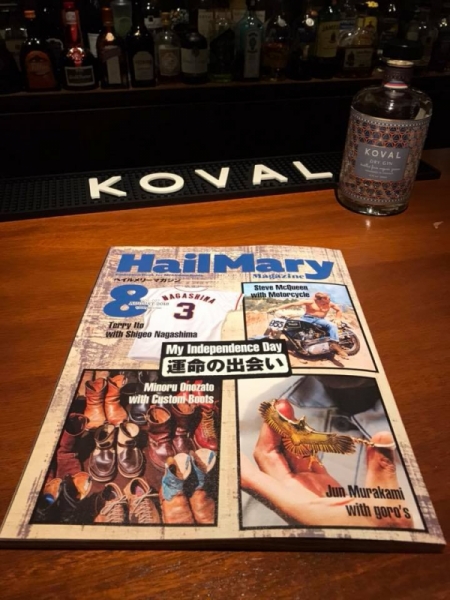 KOVAL
KOVAL
DRY GIN
HailMary
Magazine
ヘイルメリーマガジン
8
NAGASHIMA
3
Terry Ito
with Shigeo Nagashima
Steve McQueen
with Motorcycle
My Independence Day
運命の出会い
Minoru Onozato
with Custom Boots
Jun Murakami
with goro's